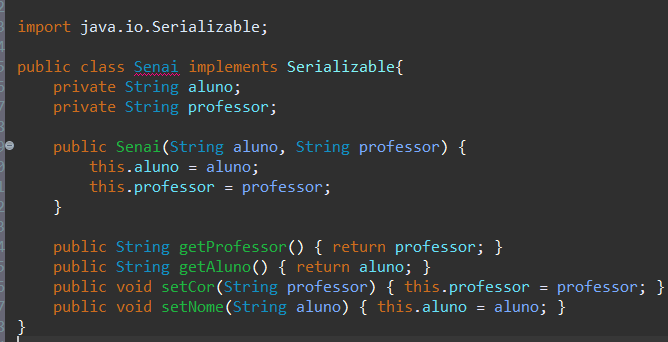 import java.io.Serializable;
public class Senai implements Serializable{
private String aluno;
private String professor;
public Senai(String aluno, String professor) {
this.aluno = aluno;
this.professor = professor;
}
public String getProfessor() { return professor; }
public String getAluno() { return aluno; }
public void setCor(String professor) { this.professor = professor; }
public void setNome(String aluno) { this.aluno = aluno; }
}